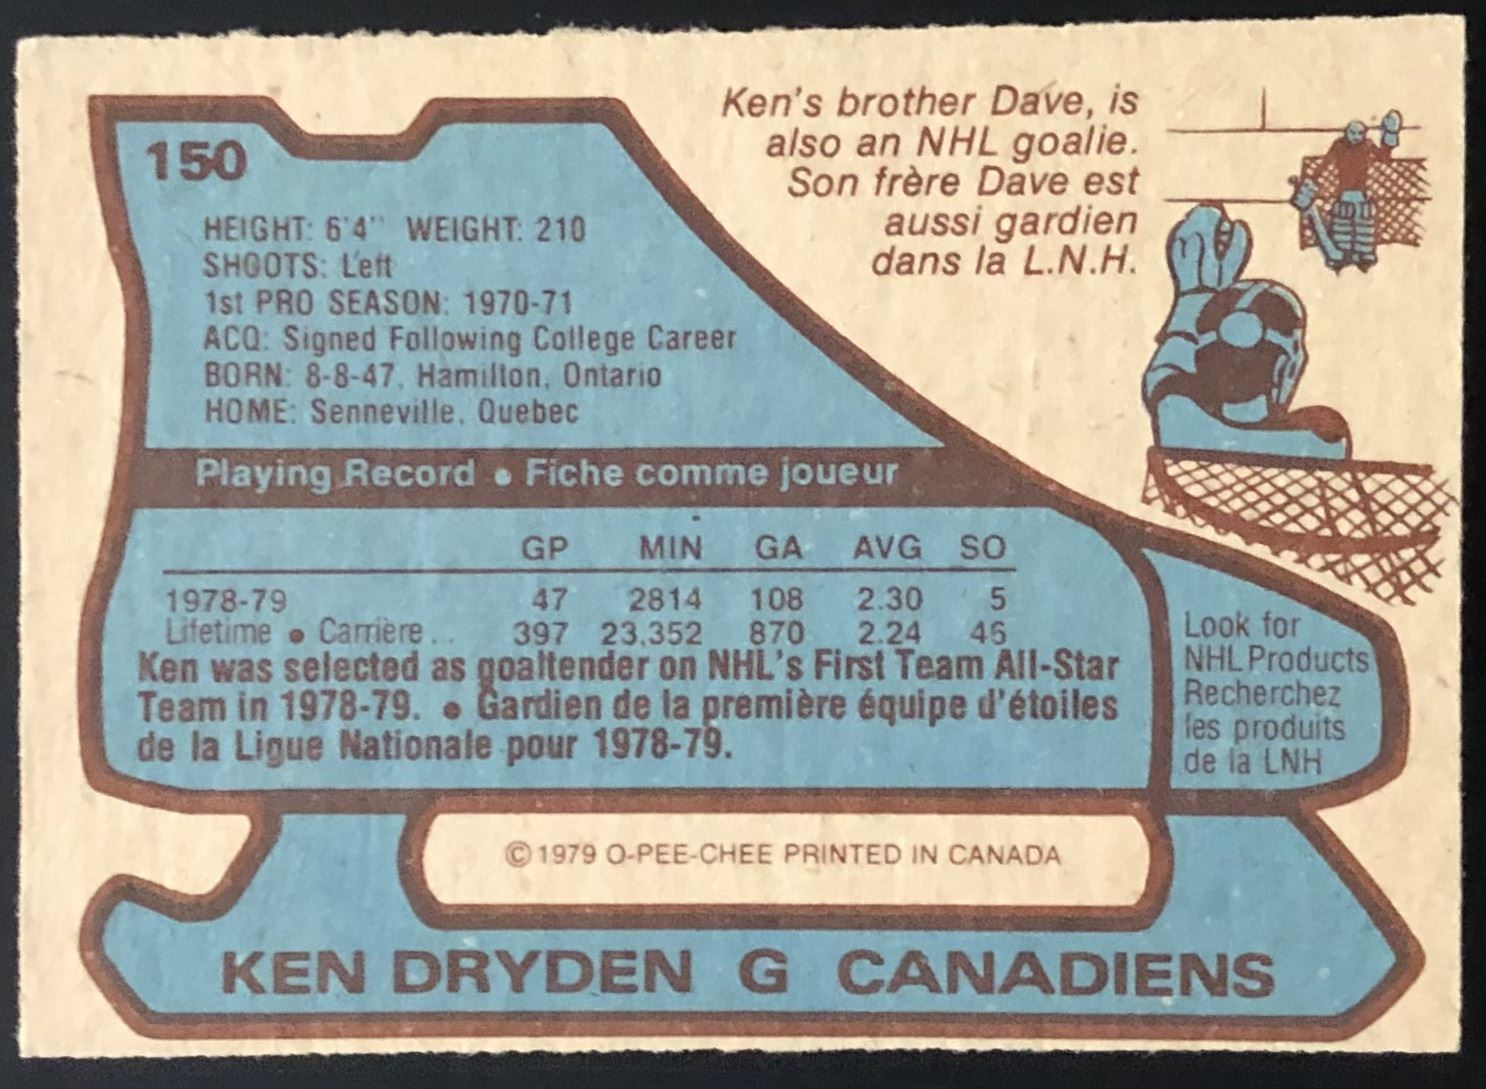 150
HEIGHT: 6'4" WEIGHT: 210
SHOOTS: Left
1st PRO SEASON: 1970-71
ACQ: Signed Following College Career
BORN: 8-8-47, Hamilton, Ontario
HOME: Senneville, Quebec
Ken's brother Dave, is
also an NHL goalie.
Son frère Dave est
aussi gardien
dans la L.N.H.
Playing Record • Fiche comme joueur
GP MIN GA AVG SO
1978-79 47 2814 108 2.30 5
Lifetime • Carrière .. 397 23,352 870 2.24 46
Ken was selected as goaltender on NHL's First Team All-Star
Team in 1978-79. • Gardien de la première équipe d'étoiles
de la Ligue Nationale pour 1978-79.
Look for
NHL Products
Recherchez
les produits
de la LNH
© 1979 O-PEE-CHEE PRINTED IN CANADA
KEN DRYDEN G CANADIENS